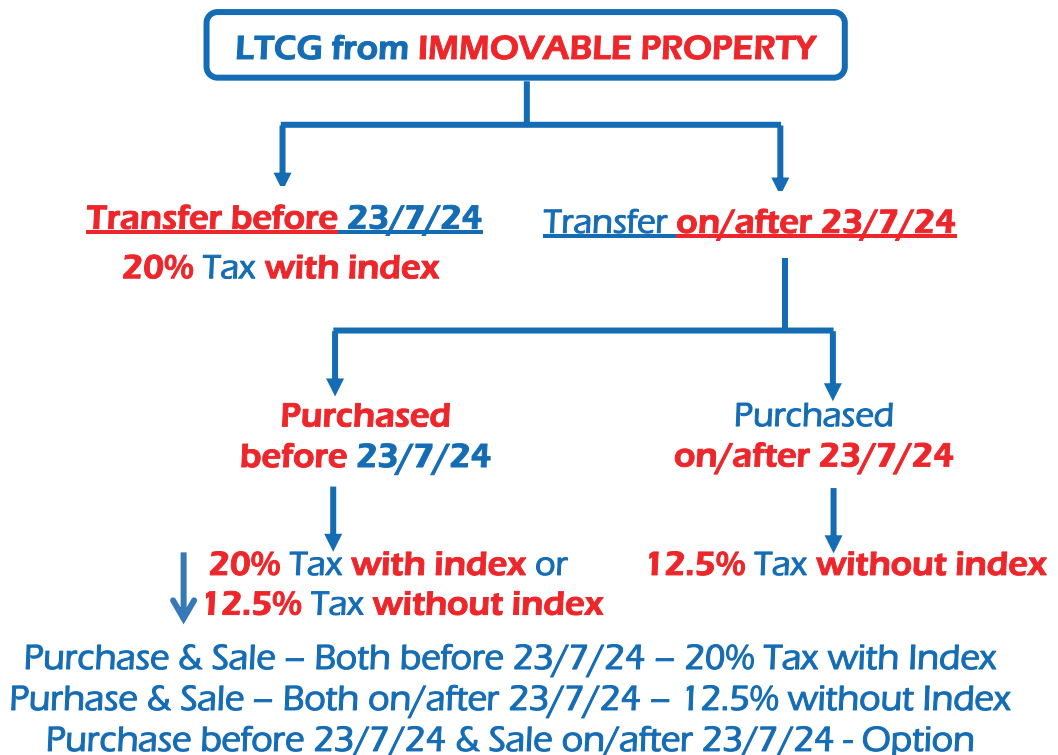 LTCG from IMMOVABLE PROPERTY
Transfer before 23/7/24
20% Tax with index
Transfer on/after 23/7/24
Purchased
before 23/7/24
20% Tax with index or
12.5% Tax without index
Purchased
on/after 23/7/24
12.5% Tax without index
Purchase & Sale – Both before 23/7/24 – 20% Tax with Index
Purhase & Sale – Both on/after 23/7/24 – 12.5% without Index
Purchase before 23/7/24 & Sale on/after 23/7/24 - Option